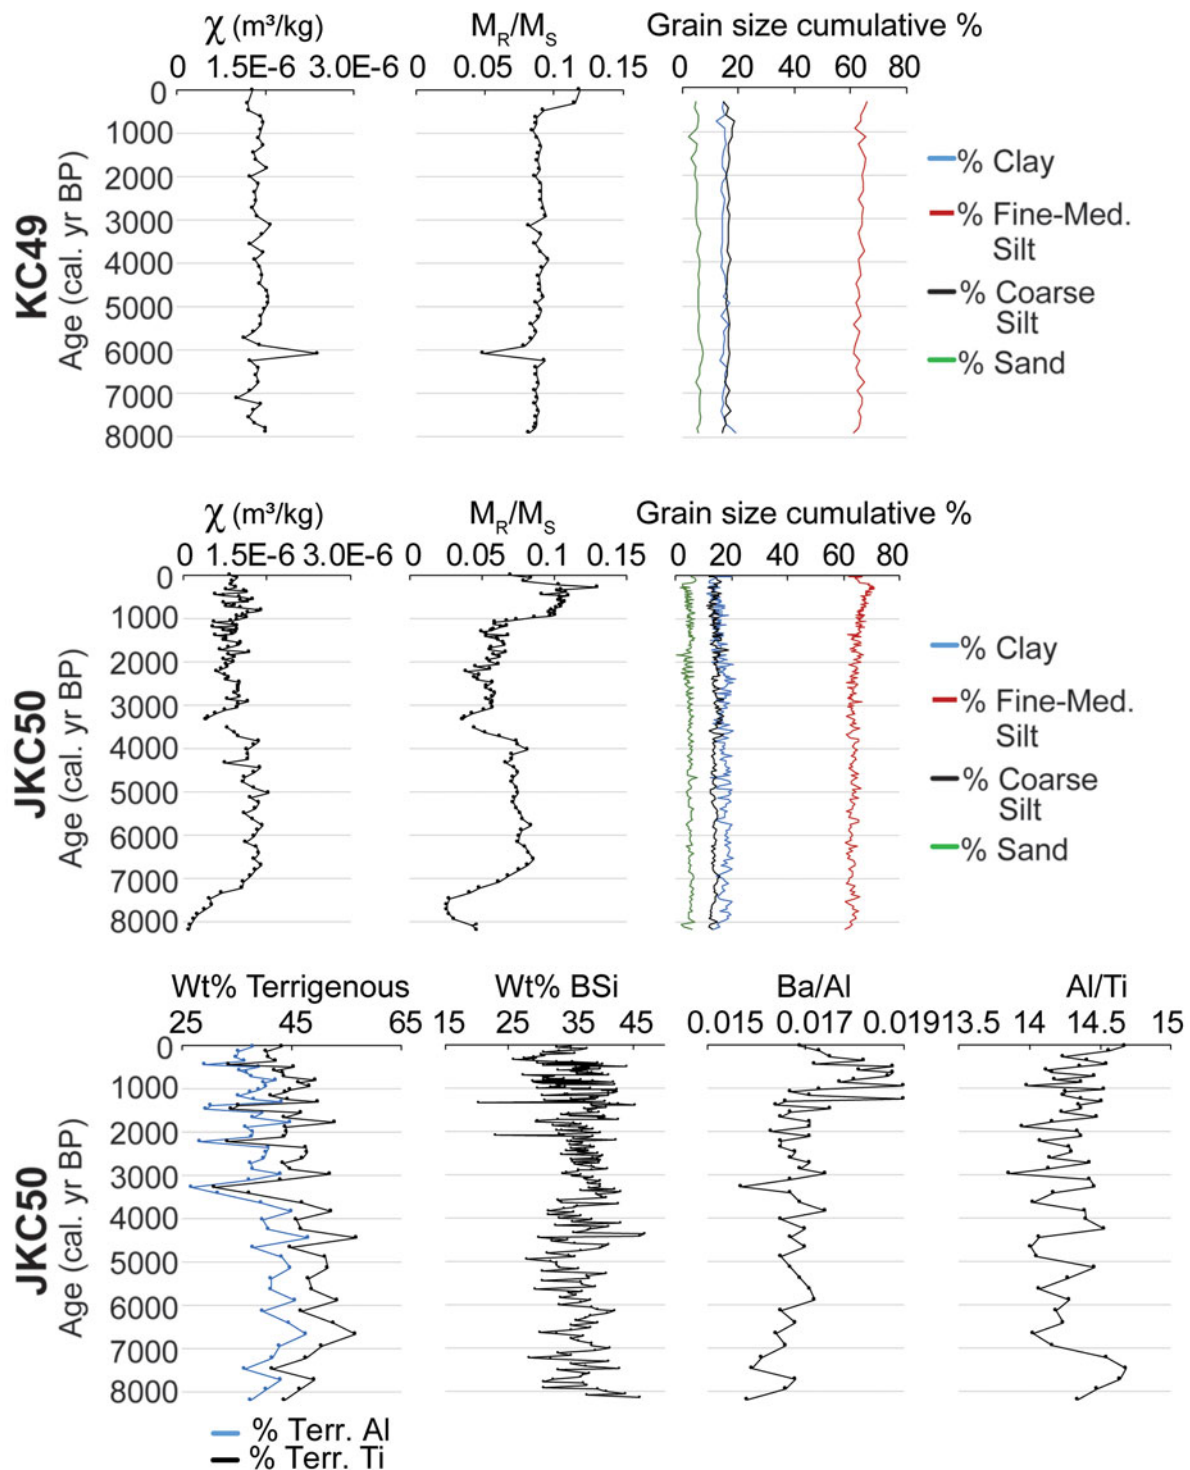 χ (m³/kg) M_R/M_S Grain size cumulative %
0 1.5E-6 3.0E-6 0 0.05 0.1 0.15 0 20 40 60 80
KC49
Age (cal. yr BP)
0
1000
2000
3000
4000
5000
6000
7000
8000
% Clay
% Fine-Med.
Silt
% Coarse
Silt
% Sand
χ (m³/kg) M_R/M_S Grain size cumulative %
0 1.5E-6 3.0E-6 0 0.05 0.1 0.15 0 20 40 60 80
JKC50
Age (cal. yr BP)
0
1000
2000
3000
4000
5000
6000
7000
8000
% Clay
% Fine-Med.
Silt
% Coarse
Silt
% Sand
Wt% Terrigenous Wt% BSi Ba/Al Al/Ti
25 45 65 15 25 35 45 0.015 0.017 0.019 13.5 14 14.5 15
JKC50
Age (cal. yr BP)
0
1000
2000
3000
4000
5000
6000
7000
8000
% Terr. Al
% Terr. Ti